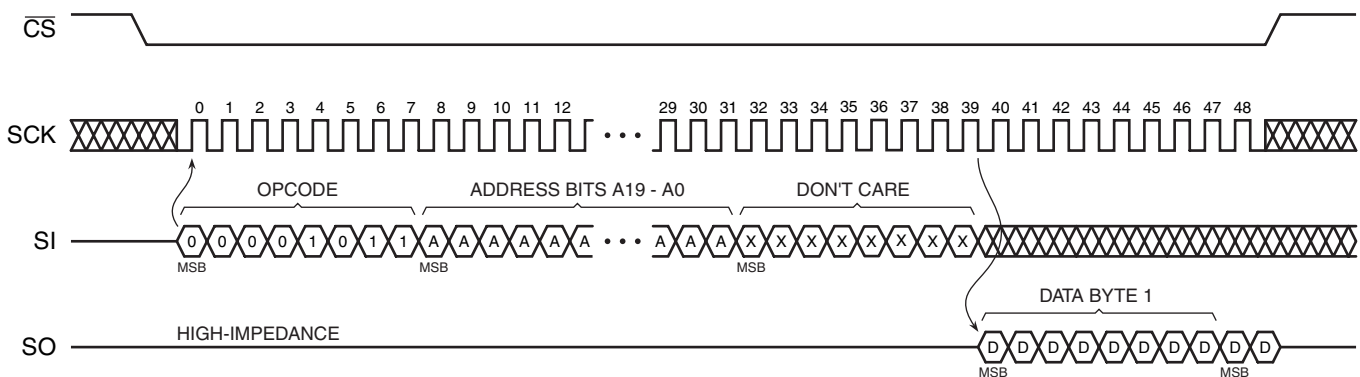 CS
0 1 2 3 4 5 6 7 8 9 10 11 12 29 30 31 32 33 34 35 36 37 38 39 40 41 42 43 44 45 46 47 48
SCK
OPCODE ADDRESS BITS A19 - A0 DON'T CARE
SI 0 0 0 0 1 0 1 1 A A A A A A A A A X X X X X X X X
MSB MSB MSB
DATA BYTE 1
HIGH-IMPEDANCE
SO D D D D D D D D D D
MSB MSB